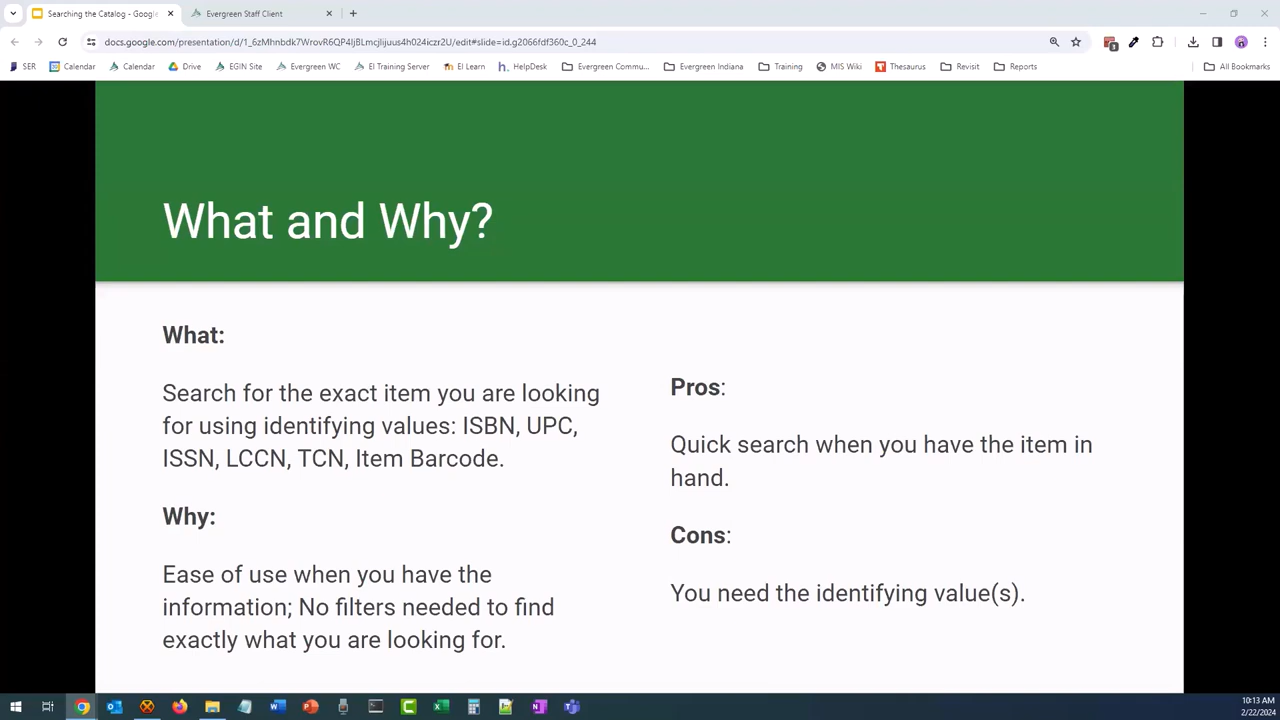 Searching the Catalog - Google
Evergreen Staff Client
docs.google.com/presentation/d/1_6zMhnbdk7WrovR6QP4IjBLmcjlijuus4h024iczr2U/edit#slide=id.g2066fdf360c_0_244
SER Calendar Calendar Drive EGIN Site Evergreen WC EI Training Server EI Learn HelpDesk Evergreen Commu... Evergreen Indiana Training MIS Wiki Thesaurus Revisit Reports All Bookmarks
What and Why?
What:
Search for the exact item you are looking
for using identifying values: ISBN, UPC,
ISSN, LCCN, TCN, Item Barcode.
Why:
Ease of use when you have the
information; No filters needed to find
exactly what you are looking for.
Pros:
Quick search when you have the item in
hand.
Cons:
You need the identifying value(s).
10:13 AM
2/22/2024